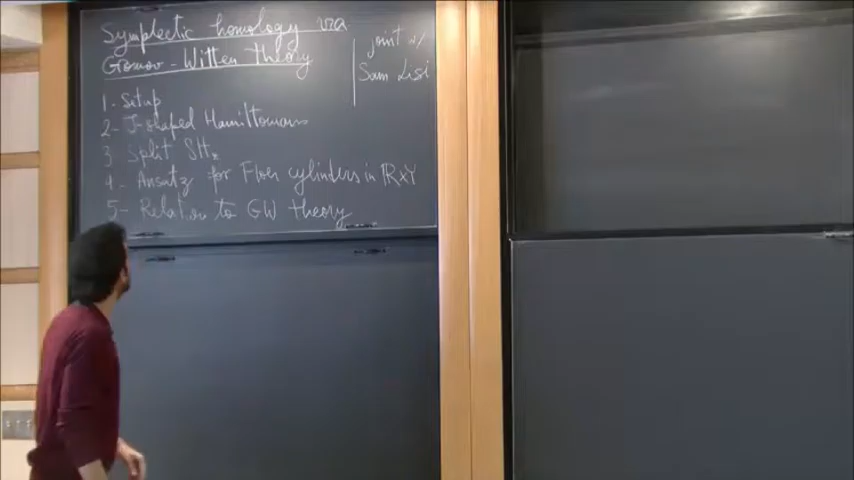 Symplectic homology via
Gromov-Witten theory
joint w/
Sam Lisi
1- Setup
2- J-shaped Hamiltonians
3 Split SH*
4- Ansatz for Floer cylinders in R×Y
5- Relation to GW theory